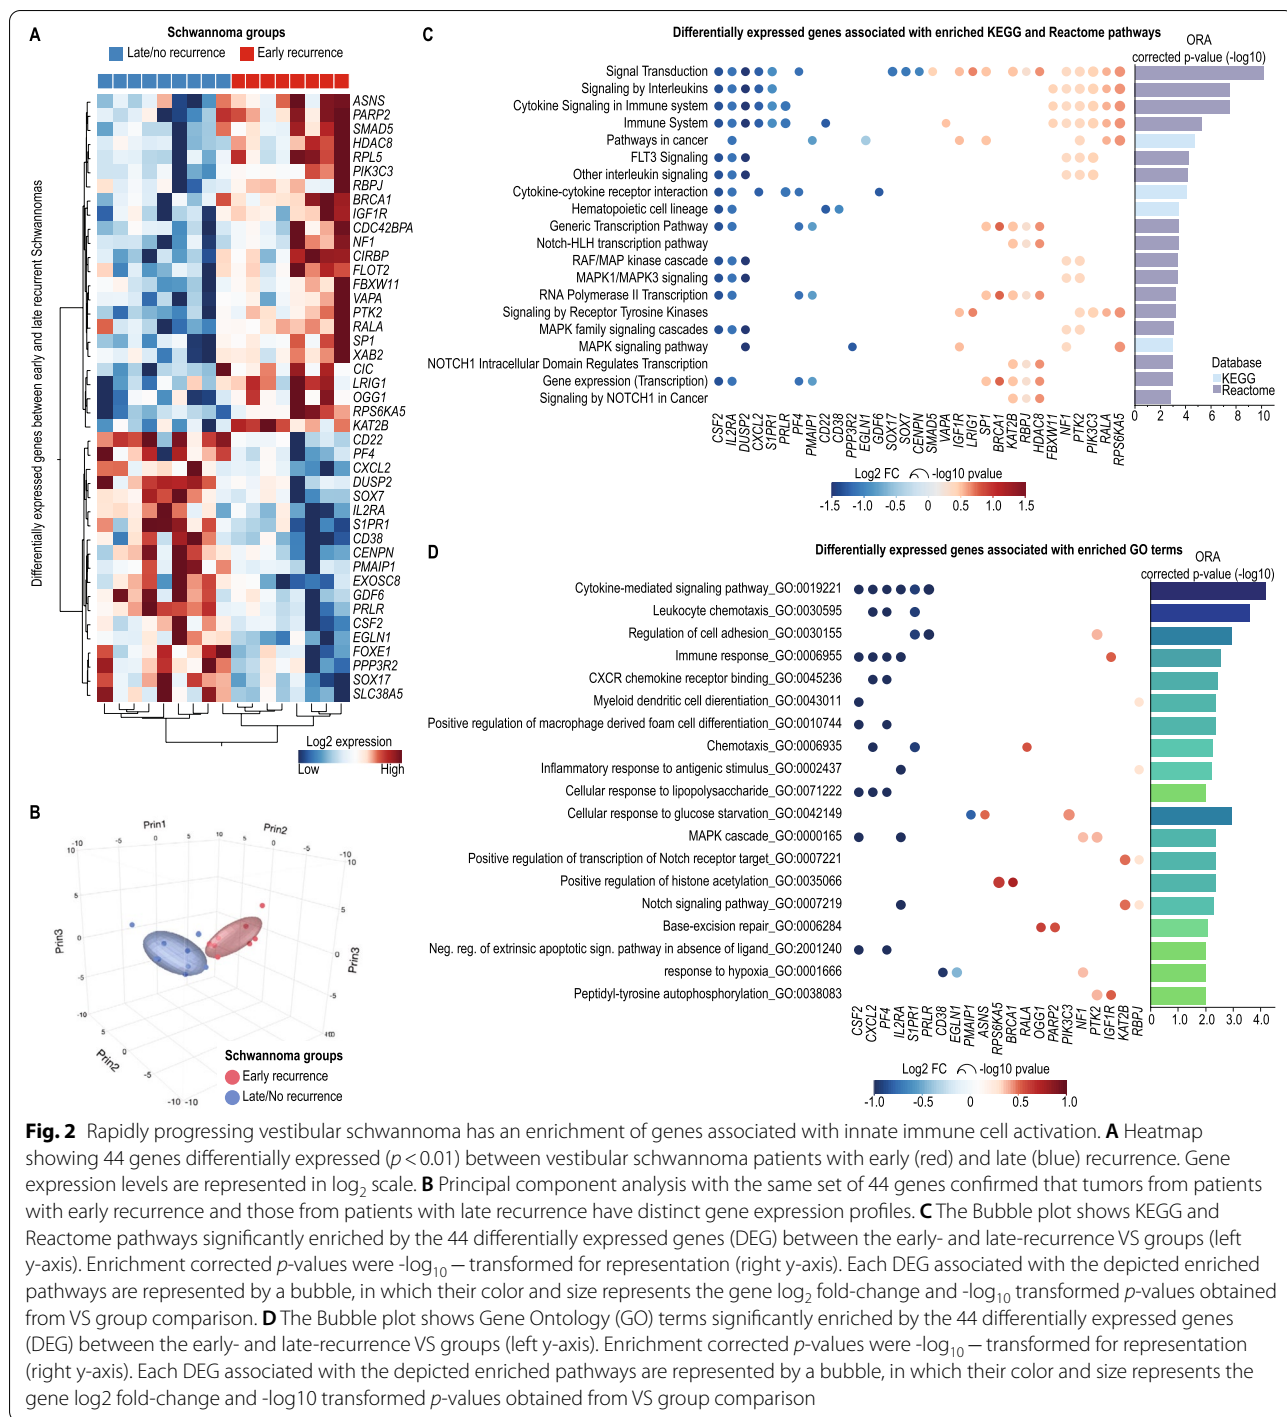 A
Schwannoma groups
Late/no recurrence
Early recurrence
Differentially expressed genes between early and late recurrent Schwannomas
ASNS
PARP2
SMAD5
HDAC8
RPL5
PIK3C3
RBPJ
BRCA1
IGF1R
CDC42BPA
NF1
CIRBP
FLOT2
FBXW11
VAPA
PTK2
RALA
SP1
XAB2
CIC
LRIG1
OGG1
RPS6KA5
KAT2B
CD22
PF4
CXCL2
DUSP2
SOX7
IL2RA
S1PR1
CD38
CENPN
PMAIP1
EXOSC8
GDF6
PRLR
CSF2
EGLN1
FOXE1
PPP3R2
SOX17
SLC38A5
Log2 expression
Low High
B
Prin1
Prin2
10 -10 -5 0 5 10 10 5 0 -5 -10 -10
10
5 5
0 0
Prin3 Prin3
-5 -5
-10
5
0
Prin2
-5
-10 -10
Schwannoma groups
Early recurrence
Late/No recurrence
C
Differentially expressed genes associated with enriched KEGG and Reactome pathways
ORA
corrected p-value (-log10)
Signal Transduction
Signaling by Interleukins
Cytokine Signaling in Immune system
Immune System
Pathways in cancer
FLT3 Signaling
Other interleukin signaling
Cytokine-cytokine receptor interaction
Hematopoietic cell lineage
Generic Transcription Pathway
Notch-HLH transcription pathway
RAF/MAP kinase cascade
MAPK1/MAPK3 signaling
RNA Polymerase II Transcription
Signaling by Receptor Tyrosine Kinases
MAPK family signaling cascades
MAPK signaling pathway
NOTCH1 Intracellular Domain Regulates Transcription
Gene expression (Transcription)
Signaling by NOTCH1 in Cancer
Database
KEGG
Reactome
0 2 4 6 8 10
CSF2 IL2RA DUSP2 CXCL2 S1PR1 PRLR PF4 PMAIP1 CD22 CD38 PPP3R2 EGLN1 GDF6 SOX17 SOX7 CENPN SMAD5 VAPA IGF1R LRIG1 SP1 BRCA1 KAT2B RBPJ HDAC8 FBXW11 NF1 PTK2 PIK3C3 RALA RPS6KA5
Log2 FC -log10 pvalue
-1.5 -1.0 -0.5 0 0.5 1.0 1.5
D
Differentially expressed genes associated with enriched GO terms
ORA
corrected p-value (-log10)
Cytokine-mediated signaling pathway_GO:0019221
Leukocyte chemotaxis_GO:0030595
Regulation of cell adhesion_GO:0030155
Immune response_GO:0006955
CXCR chemokine receptor binding_GO:0045236
Myeloid dendritic cell dierentiation_GO:0043011
Positive regulation of macrophage derived foam cell differentiation_GO:0010744
Chemotaxis_GO:0006935
Inflammatory response to antigenic stimulus_GO:0002437
Cellular response to lipopolysaccharide_GO:0071222
Cellular response to glucose starvation_GO:0042149
MAPK cascade_GO:0000165
Positive regulation of transcription of Notch receptor target_GO:0007221
Positive regulation of histone acetylation_GO:0035066
Notch signaling pathway_GO:0007219
Base-excision repair_GO:0006284
Neg. reg. of extrinsic apoptotic sign. pathway in absence of ligand_GO:2001240
response to hypoxia_GO:0001666
Peptidyl-tyrosine autophosphorylation_GO:0038083
CSF2 CXCL2 PF4 IL2RA S1PR1 PRLR CD38 EGLN1 PMAIP1 ASNS RPS6KA5 BRCA1 RALA OGG1 PARP2 PIK3C3 NF1 PTK2 IGF1R KAT2B RBPJ
0 1.0 2.0 3.0 4.0
Log2 FC -log10 pvalue
-1.0 -0.5 0 0.5 1.0
Fig. 2 Rapidly progressing vestibular schwannoma has an enrichment of genes associated with innate immune cell activation. A Heatmap
showing 44 genes differentially expressed (p < 0.01) between vestibular schwannoma patients with early (red) and late (blue) recurrence. Gene
expression levels are represented in log2 scale. B Principal component analysis with the same set of 44 genes confirmed that tumors from patients
with early recurrence and those from patients with late recurrence have distinct gene expression profiles. C The Bubble plot shows KEGG and
Reactome pathways significantly enriched by the 44 differentially expressed genes (DEG) between the early- and late-recurrence VS groups (left
y-axis). Enrichment corrected p-values were -log10 − transformed for representation (right y-axis). Each DEG associated with the depicted enriched
pathways are represented by a bubble, in which their color and size represents the gene log2 fold-change and -log10 transformed p-values obtained
from VS group comparison. D The Bubble plot shows Gene Ontology (GO) terms significantly enriched by the 44 differentially expressed genes
(DEG) between the early- and late-recurrence VS groups (left y-axis). Enrichment corrected p-values were -log10 − transformed for representation
(right y-axis). Each DEG associated with the depicted enriched pathways are represented by a bubble, in which their color and size represents the
gene log2 fold-change and -log10 transformed p-values obtained from VS group comparison